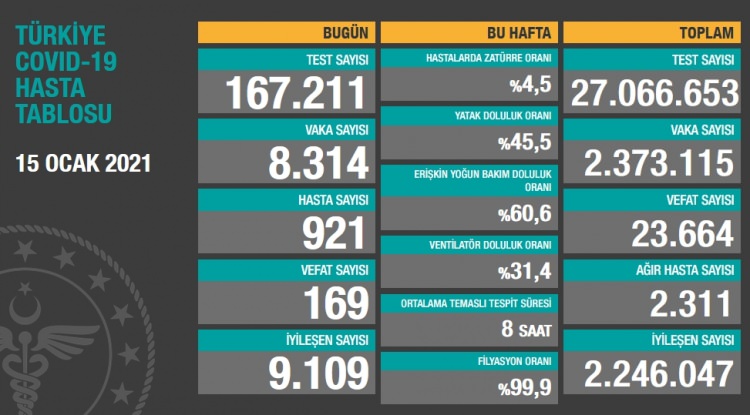 TÜRKİYE
COVID-19
HASTA
TABLOSU
15 OCAK 2021
BUGÜN
TEST SAYISI
167.211
VAKA SAYISI
8.314
HASTA SAYISI
921
VEFAT SAYISI
169
İYİLEŞEN SAYISI
9.109
BU HAFTA
HASTALARDA ZATÜRRE ORANI
%4,5
YATAK DOLULUK ORANI
%45,5
ERİŞKİN YOĞUN BAKIM DOLULUK
ORANI
%60,6
VENTİLATÖR DOLULUK ORANI
%31,4
ORTALAMA TEMASLI TESPİT SÜRESİ
8 SAAT
FİLYASYON ORANI
%99,9
TOPLAM
TEST SAYISI
27.066.653
VAKA SAYISI
2.373.115
VEFAT SAYISI
23.664
AĞIR HASTA SAYISI
2.311
İYİLEŞEN SAYISI
2.246.047